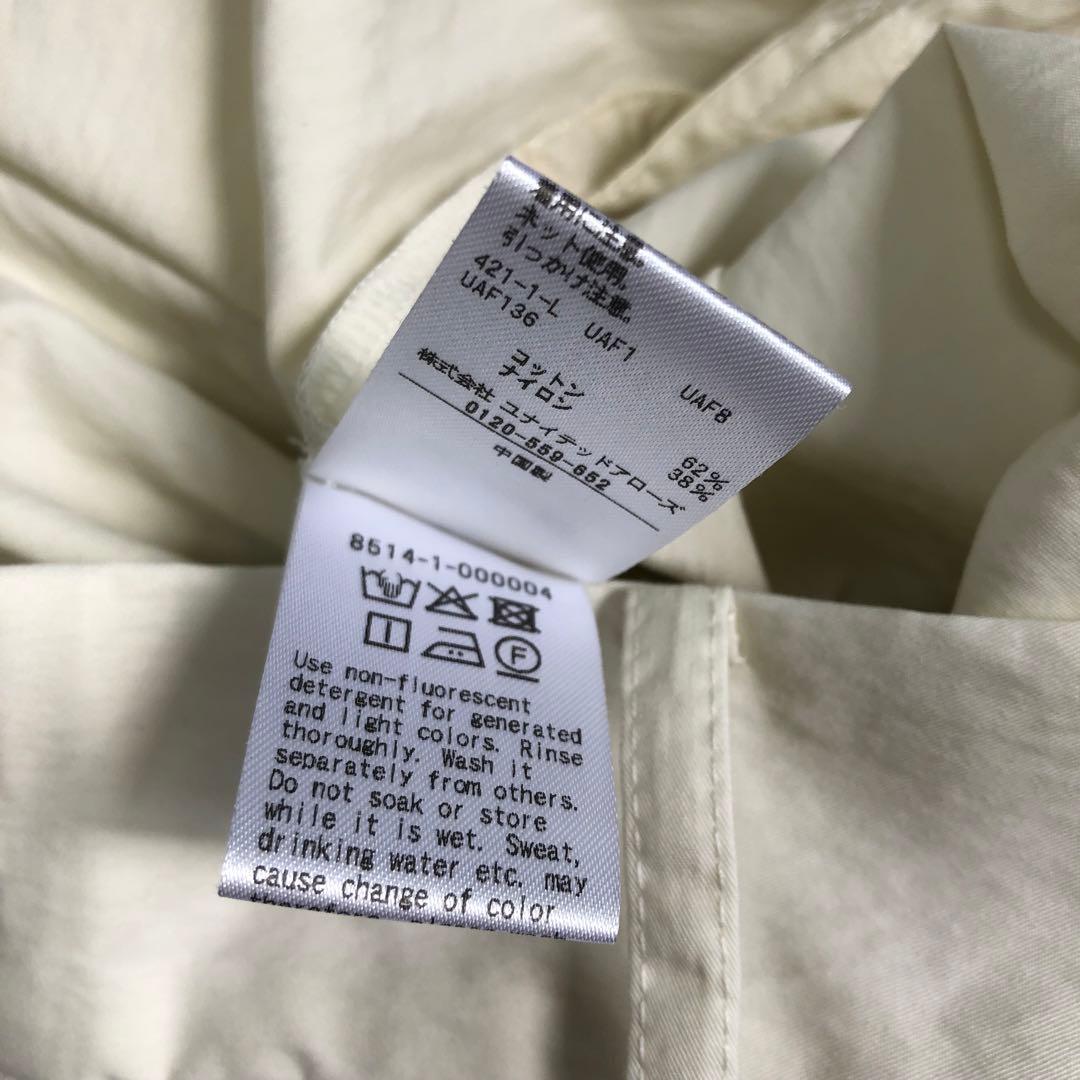 着用に注意。
ネット使用。
引っかけ注意。
421-1-L
UAF136 UAF1 UAF8
コットン 62%
ナイロン 38%
株式会社 ユナイテッドアローズ
0120-559-652
中国製
8514-1-000004
F
Use non-fluorescent
detergent for generated
and light colors. Rinse
thoroughly. Wash it
separately from others.
Do not soak or store
while it is wet. Sweat,
drinking water etc. may
cause change of color